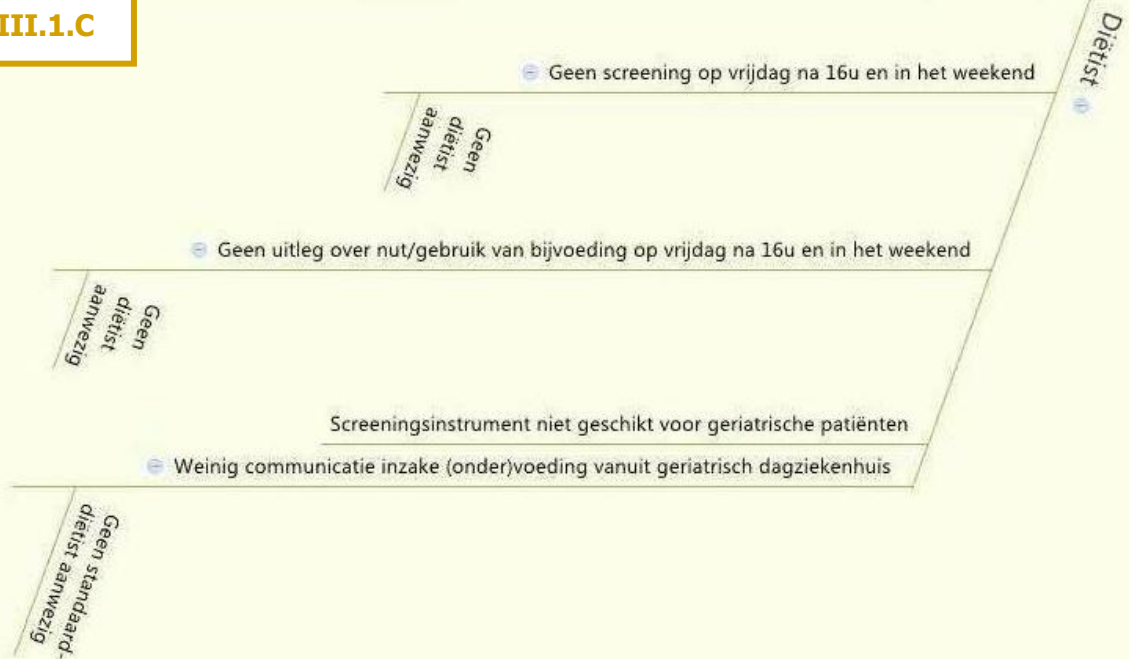 III.1.C
Diëtist
Geen screening op vrijdag na 16u en in het weekend
Geen
diëtist
aanwezig
Geen uitleg over nut/gebruik van bijvoeding op vrijdag na 16u en in het weekend
Geen
diëtist
aanwezig
Screeningsinstrument niet geschikt voor geriatrische patiënten
Weinig communicatie inzake (onder)voeding vanuit geriatrisch dagziekenhuis
Geen standaard-
diëtist aanwezig